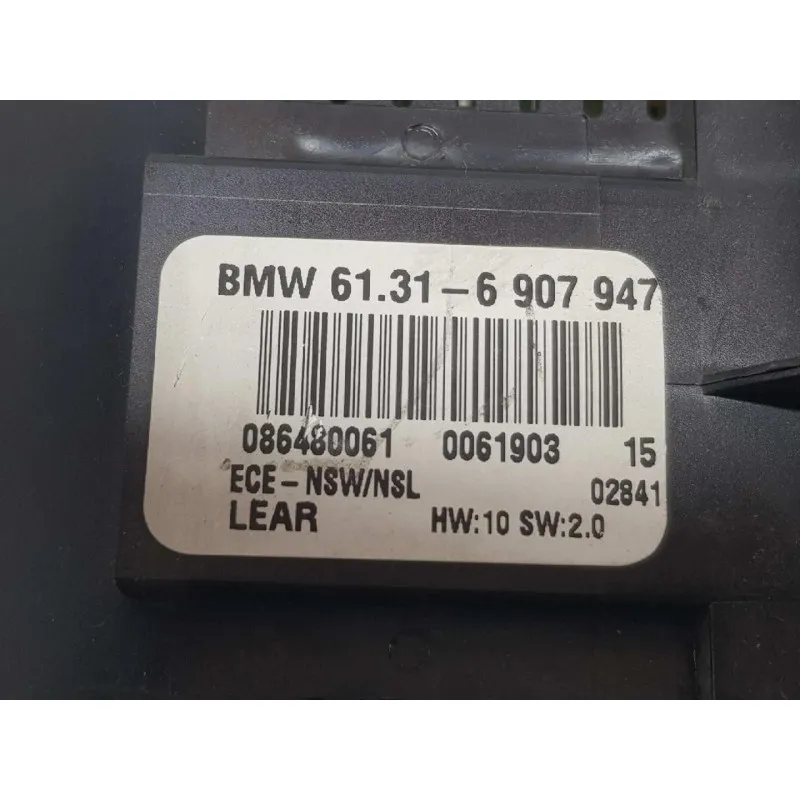 BMW 61.31-6 907 947
086480061 0061903 15
ECE-NSW/NSL 02841
LEAR HW:10 SW:2.0